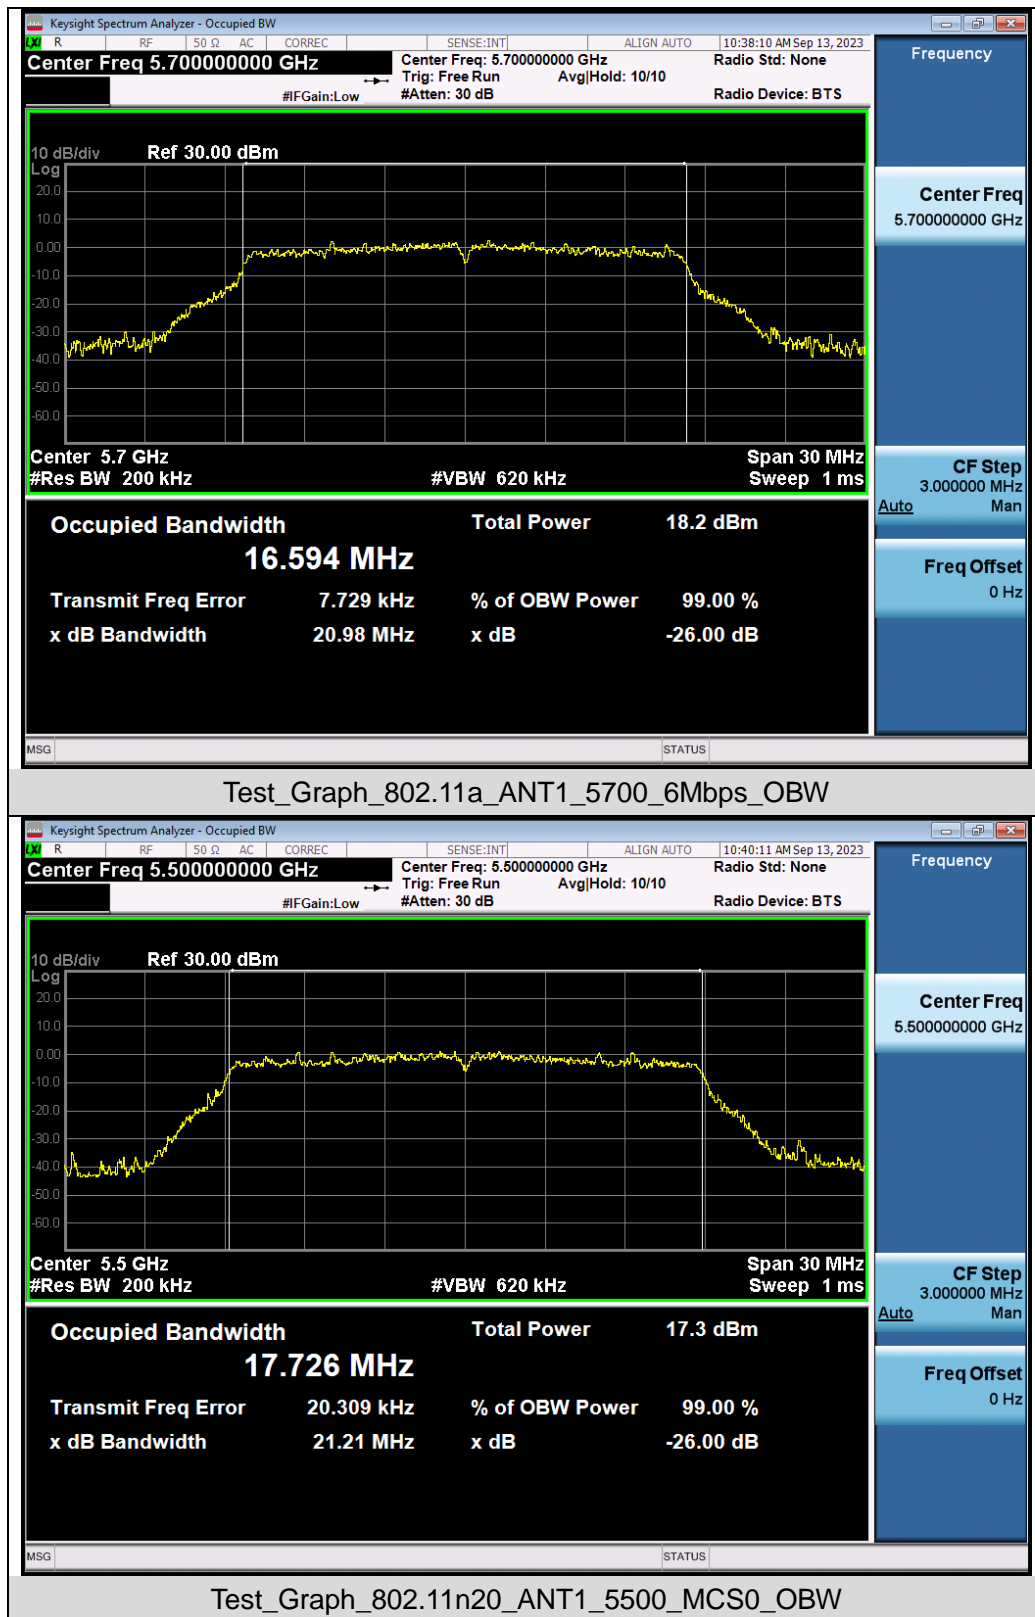 Keysight Spectrum Analyzer - Occupied BW
LXI R RF 50 Ω AC CORREC SENSE:INT ALIGN AUTO 10:38:10 AM Sep 13, 2023
Center Freq 5.700000000 GHz
Center Freq: 5.700000000 GHz Radio Std: None
Trig: Free Run Avg|Hold: 10/10
#IFGain:Low #Atten: 30 dB Radio Device: BTS
Frequency
10 dB/div Ref 30.00 dBm
Log
20.0
10.0
0.00
-10.0
-20.0
-30.0
-40.0
-50.0
-60.0
Center 5.7 GHz Span 30 MHz
#Res BW 200 kHz #VBW 620 kHz Sweep 1 ms
Center Freq
5.700000000 GHz
CF Step
3.000000 MHz
Auto Man
Freq Offset
0 Hz
Occupied Bandwidth Total Power 18.2 dBm
16.594 MHz
Transmit Freq Error 7.729 kHz % of OBW Power 99.00 %
x dB Bandwidth 20.98 MHz x dB -26.00 dB
MSG STATUS
Test_Graph_802.11a_ANT1_5700_6Mbps_OBW
Keysight Spectrum Analyzer - Occupied BW
LXI R RF 50 Ω AC CORREC SENSE:INT ALIGN AUTO 10:40:11 AM Sep 13, 2023
Center Freq 5.500000000 GHz
Center Freq: 5.500000000 GHz Radio Std: None
Trig: Free Run Avg|Hold: 10/10
#IFGain:Low #Atten: 30 dB Radio Device: BTS
Frequency
10 dB/div Ref 30.00 dBm
Log
20.0
10.0
0.00
-10.0
-20.0
-30.0
-40.0
-50.0
-60.0
Center 5.5 GHz Span 30 MHz
#Res BW 200 kHz #VBW 620 kHz Sweep 1 ms
Center Freq
5.500000000 GHz
CF Step
3.000000 MHz
Auto Man
Freq Offset
0 Hz
Occupied Bandwidth Total Power 17.3 dBm
17.726 MHz
Transmit Freq Error 20.309 kHz % of OBW Power 99.00 %
x dB Bandwidth 21.21 MHz x dB -26.00 dB
MSG STATUS
Test_Graph_802.11n20_ANT1_5500_MCS0_OBW